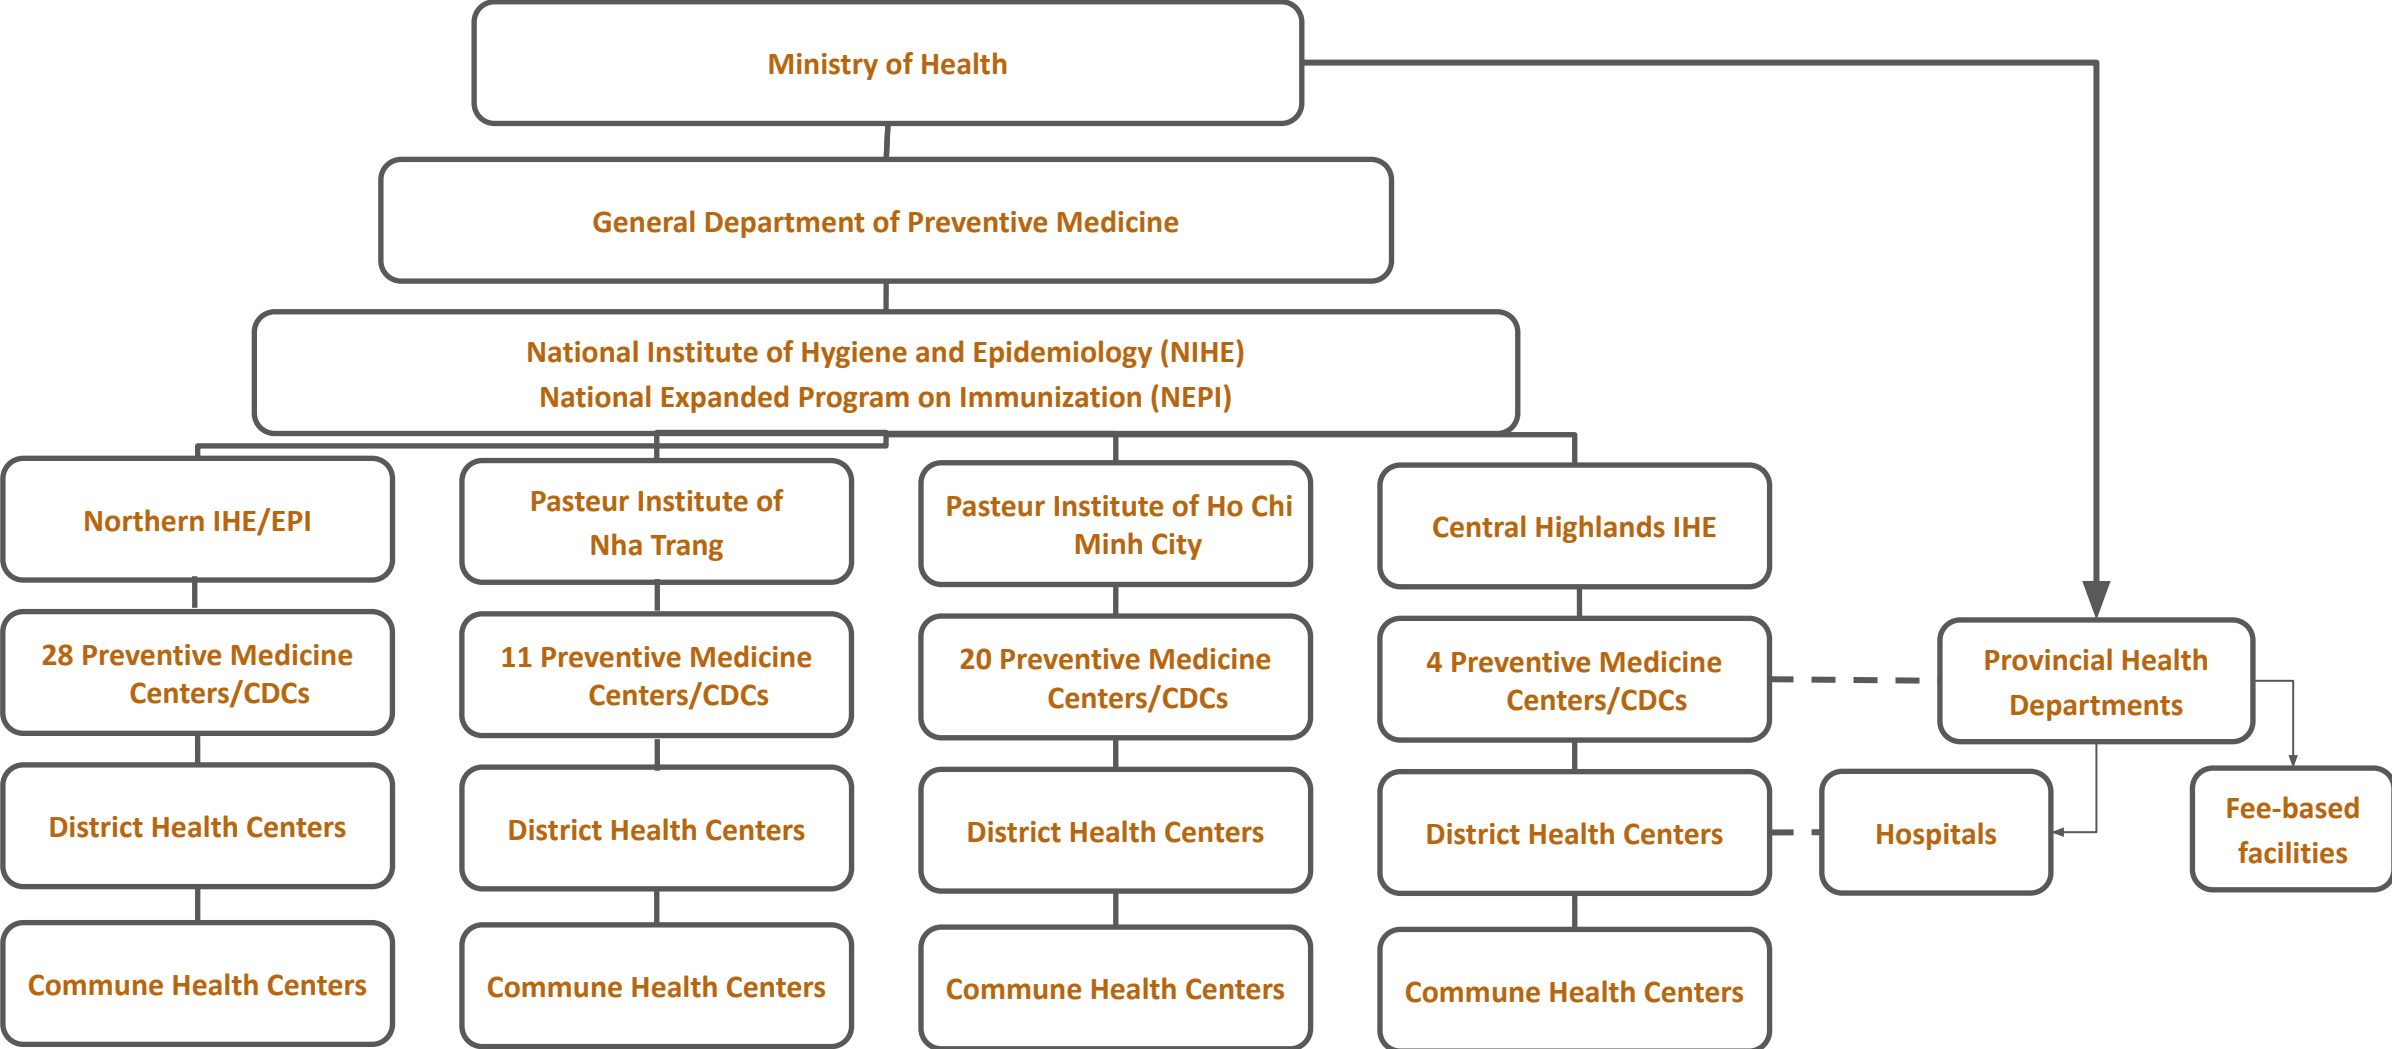 Ministry of Health
General Department of Preventive Medicine
National Institute of Hygiene and Epidemiology (NIHE)
National Expanded Program on Immunization (NEPI)
Northern IHE/EPI
Pasteur Institute of
Nha Trang
Pasteur Institute of Ho Chi
Minh City
Central Highlands IHE
28 Preventive Medicine
Centers/CDCs
11 Preventive Medicine
Centers/CDCs
20 Preventive Medicine
Centers/CDCs
4 Preventive Medicine
Centers/CDCs
Provincial Health
Departments
District Health Centers
District Health Centers
District Health Centers
District Health Centers
Hospitals
Fee-based
facilities
Commune Health Centers
Commune Health Centers
Commune Health Centers
Commune Health Centers